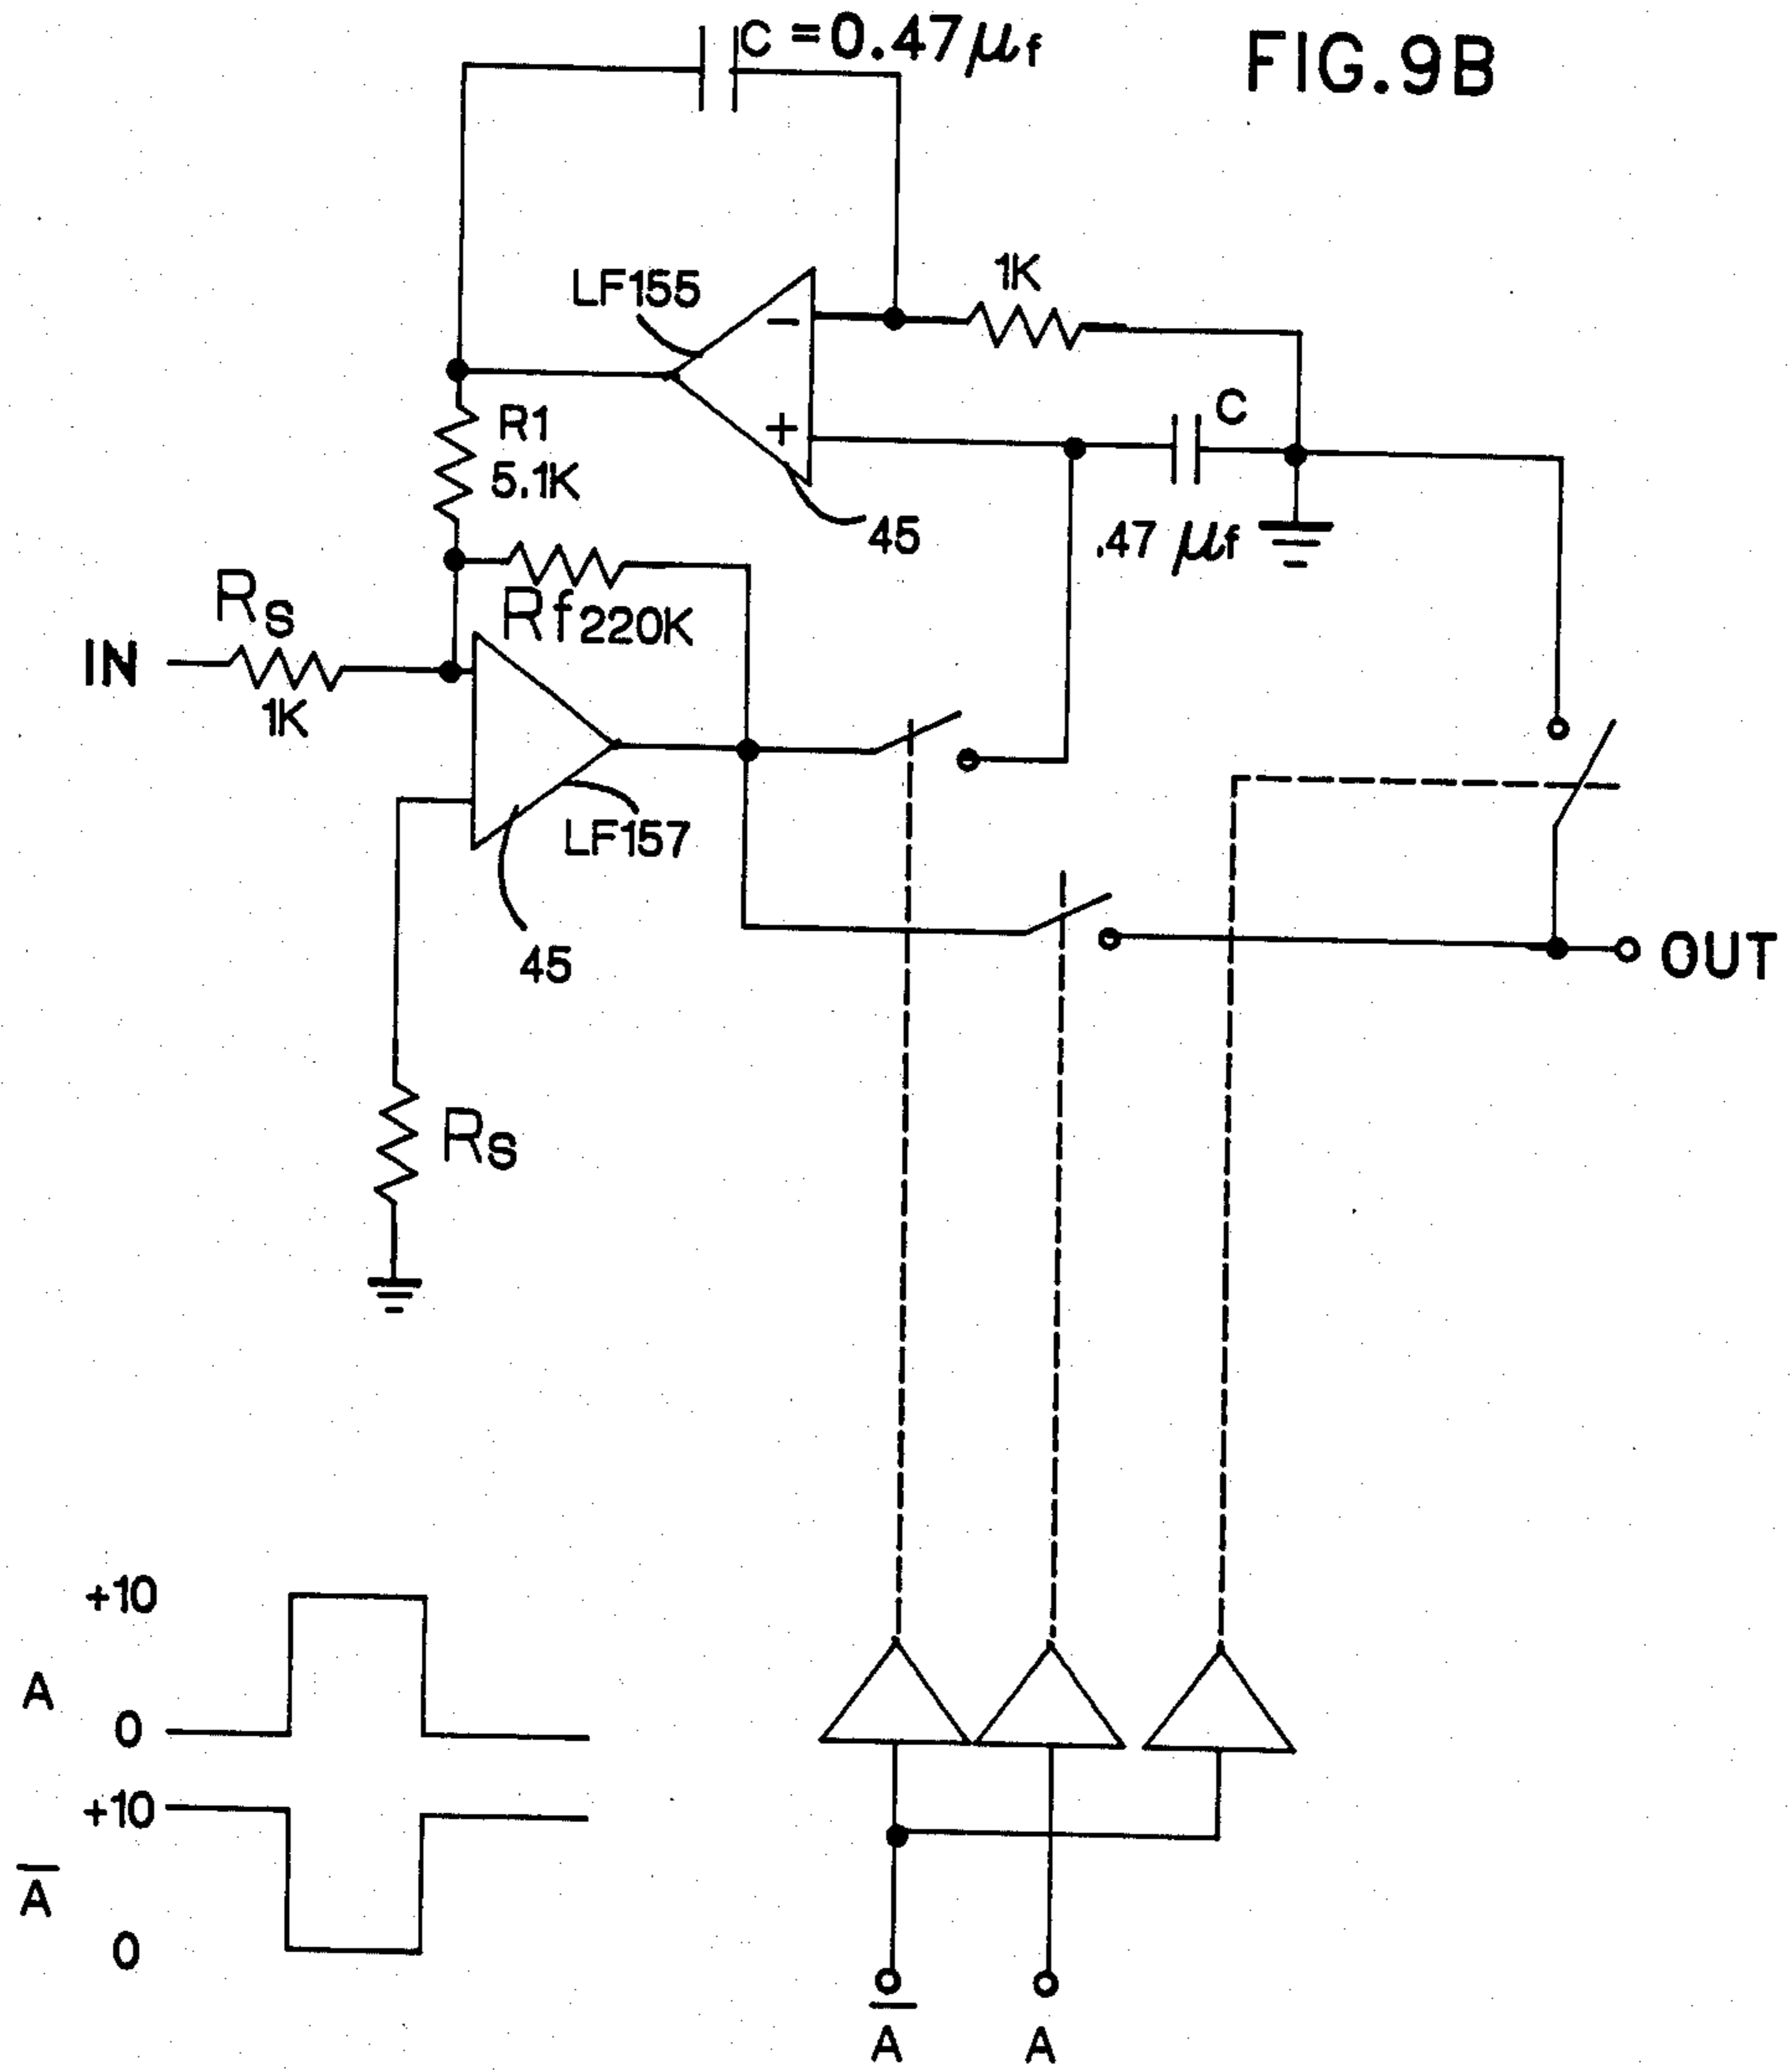 C = 0.47 μf
FIG. 9B
LF155
1K
-
+
C
R1
5.1K
45
.47 μf
Rs
Rf 220K
IN
1K
LF157
45
OUT
Rs
+10
A
0
+10
A̅
0
A̅
A